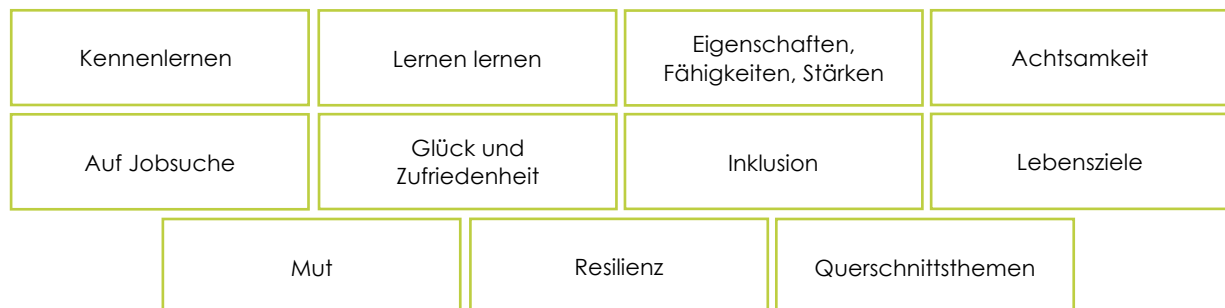 Kennenlernen
Lernen lernen
Eigenschaften,
Fähigkeiten, Stärken
Achtsamkeit
Auf Jobsuche
Glück und
Zufriedenheit
Inklusion
Lebensziele
Mut
Resilienz
Querschnittsthemen